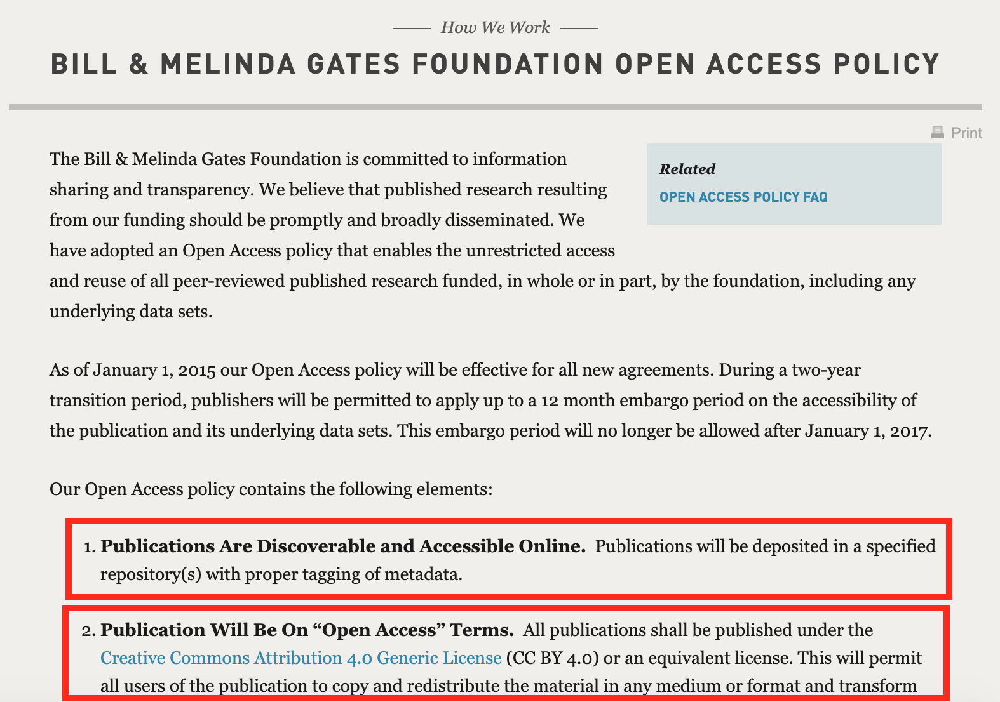 How We Work
BILL & MELINDA GATES FOUNDATION OPEN ACCESS POLICY
Print
The Bill & Melinda Gates Foundation is committed to information
sharing and transparency. We believe that published research resulting
from our funding should be promptly and broadly disseminated. We
have adopted an Open Access policy that enables the unrestricted access
and reuse of all peer-reviewed published research funded, in whole or in part, by the foundation, including any
underlying data sets.
Related
OPEN ACCESS POLICY FAQ
As of January 1, 2015 our Open Access policy will be effective for all new agreements. During a two-year
transition period, publishers will be permitted to apply up to a 12 month embargo period on the accessibility of
the publication and its underlying data sets. This embargo period will no longer be allowed after January 1, 2017.
Our Open Access policy contains the following elements:
1. Publications Are Discoverable and Accessible Online. Publications will be deposited in a specified
repository(s) with proper tagging of metadata.
2. Publication Will Be On “Open Access” Terms. All publications shall be published under the
Creative Commons Attribution 4.0 Generic License (CC BY 4.0) or an equivalent license. This will permit
all users of the publication to copy and redistribute the material in any medium or format and transform